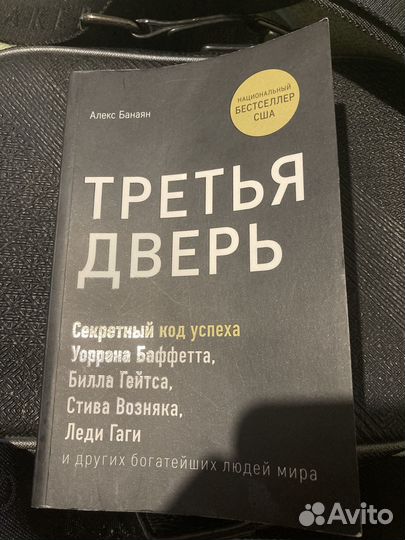 Алекс Банаян
НАЦИОНАЛЬНЫЙ
БЕСТСЕЛЛЕР
США
ТРЕТЬЯ
ДВЕРЬ
Секретный код успеха
Уоррена Баффетта,
Билла Гейтса,
Стива Возняка,
Леди Гаги
и других богатейших людей мира
Avito